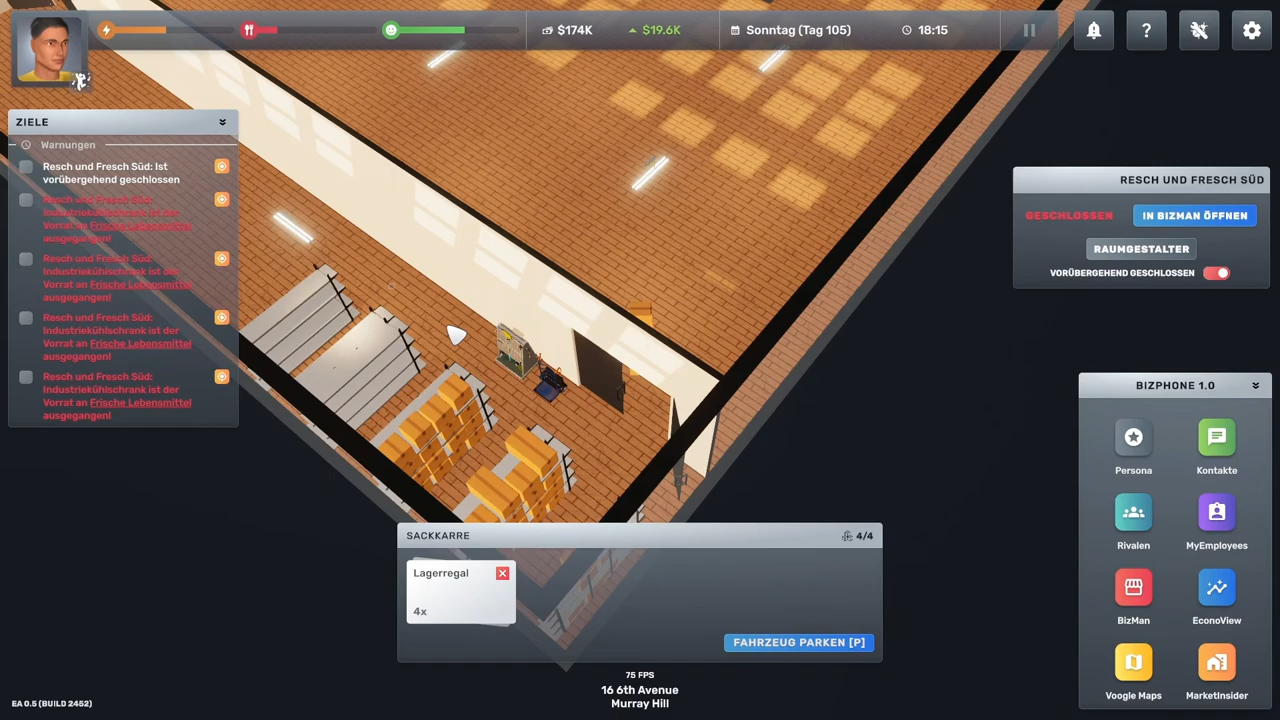 $174K
$19.6K
Sonntag (Tag 105)
18:15
?
ZIELE
Warnungen
Resch und Fresch Süd: Ist
vorübergehend geschlossen
Resch und Fresch Süd:
Industriekühlschrank ist der
Vorrat an Frische Lebensmittel
ausgegangen!
Resch und Fresch Süd:
Industriekühlschrank ist der
Vorrat an Frische Lebensmittel
ausgegangen!
Resch und Fresch Süd:
Industriekühlschrank ist der
Vorrat an Frische Lebensmittel
ausgegangen!
Resch und Fresch Süd:
Industriekühlschrank ist der
Vorrat an Frische Lebensmittel
ausgegangen!
RESCH UND FRESCH SÜD
GESCHLOSSEN
IN BIZMAN ÖFFNEN
RAUMGESTALTER
VORÜBERGEHEND GESCHLOSSEN
BIZPHONE 1.0
Persona
Kontakte
Rivalen
MyEmployees
BizMan
EconoView
Voogle Maps
MarketInsider
SACKKARRE
4/4
Lagerregal
4x
FAHRZEUG PARKEN [P]
75 FPS
16 6th Avenue
Murray Hill
EA 0.5 (BUILD 2452)